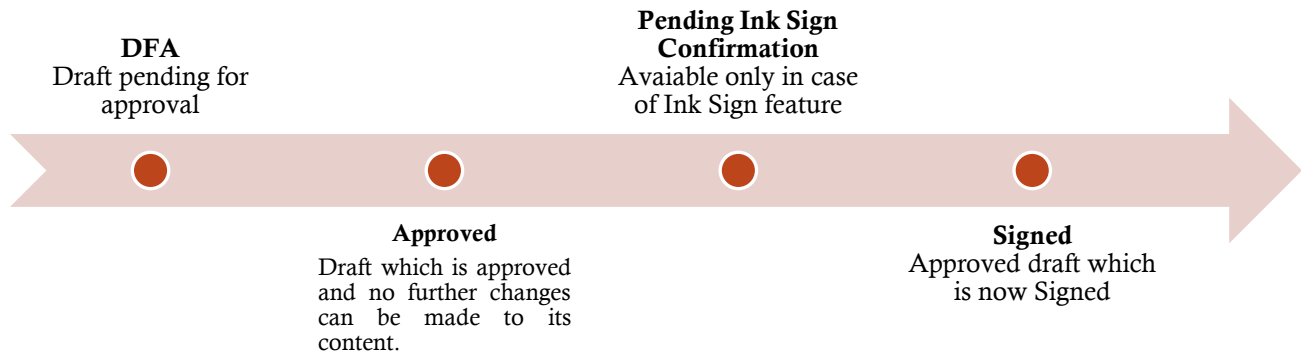 DFA
Draft pending for
approval
Approved
Draft which is approved
and no further changes
can be made to its
content.
Pending Ink Sign
Confirmation
Avaiable only in case
of Ink Sign feature
Signed
Approved draft which
is now Signed